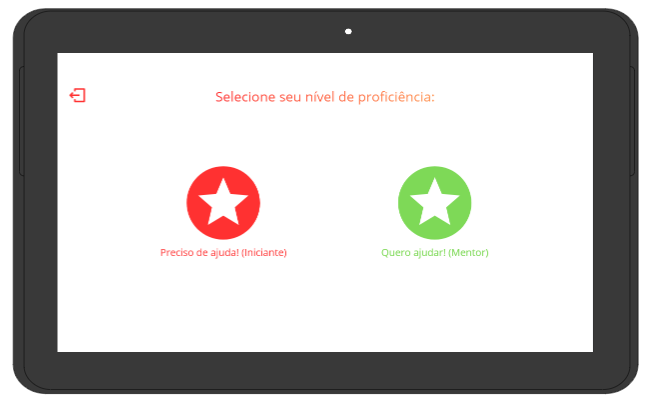 Selecione seu nível de proficiência:
Preciso de ajuda! (Iniciante)
Quero ajudar! (Mentor)